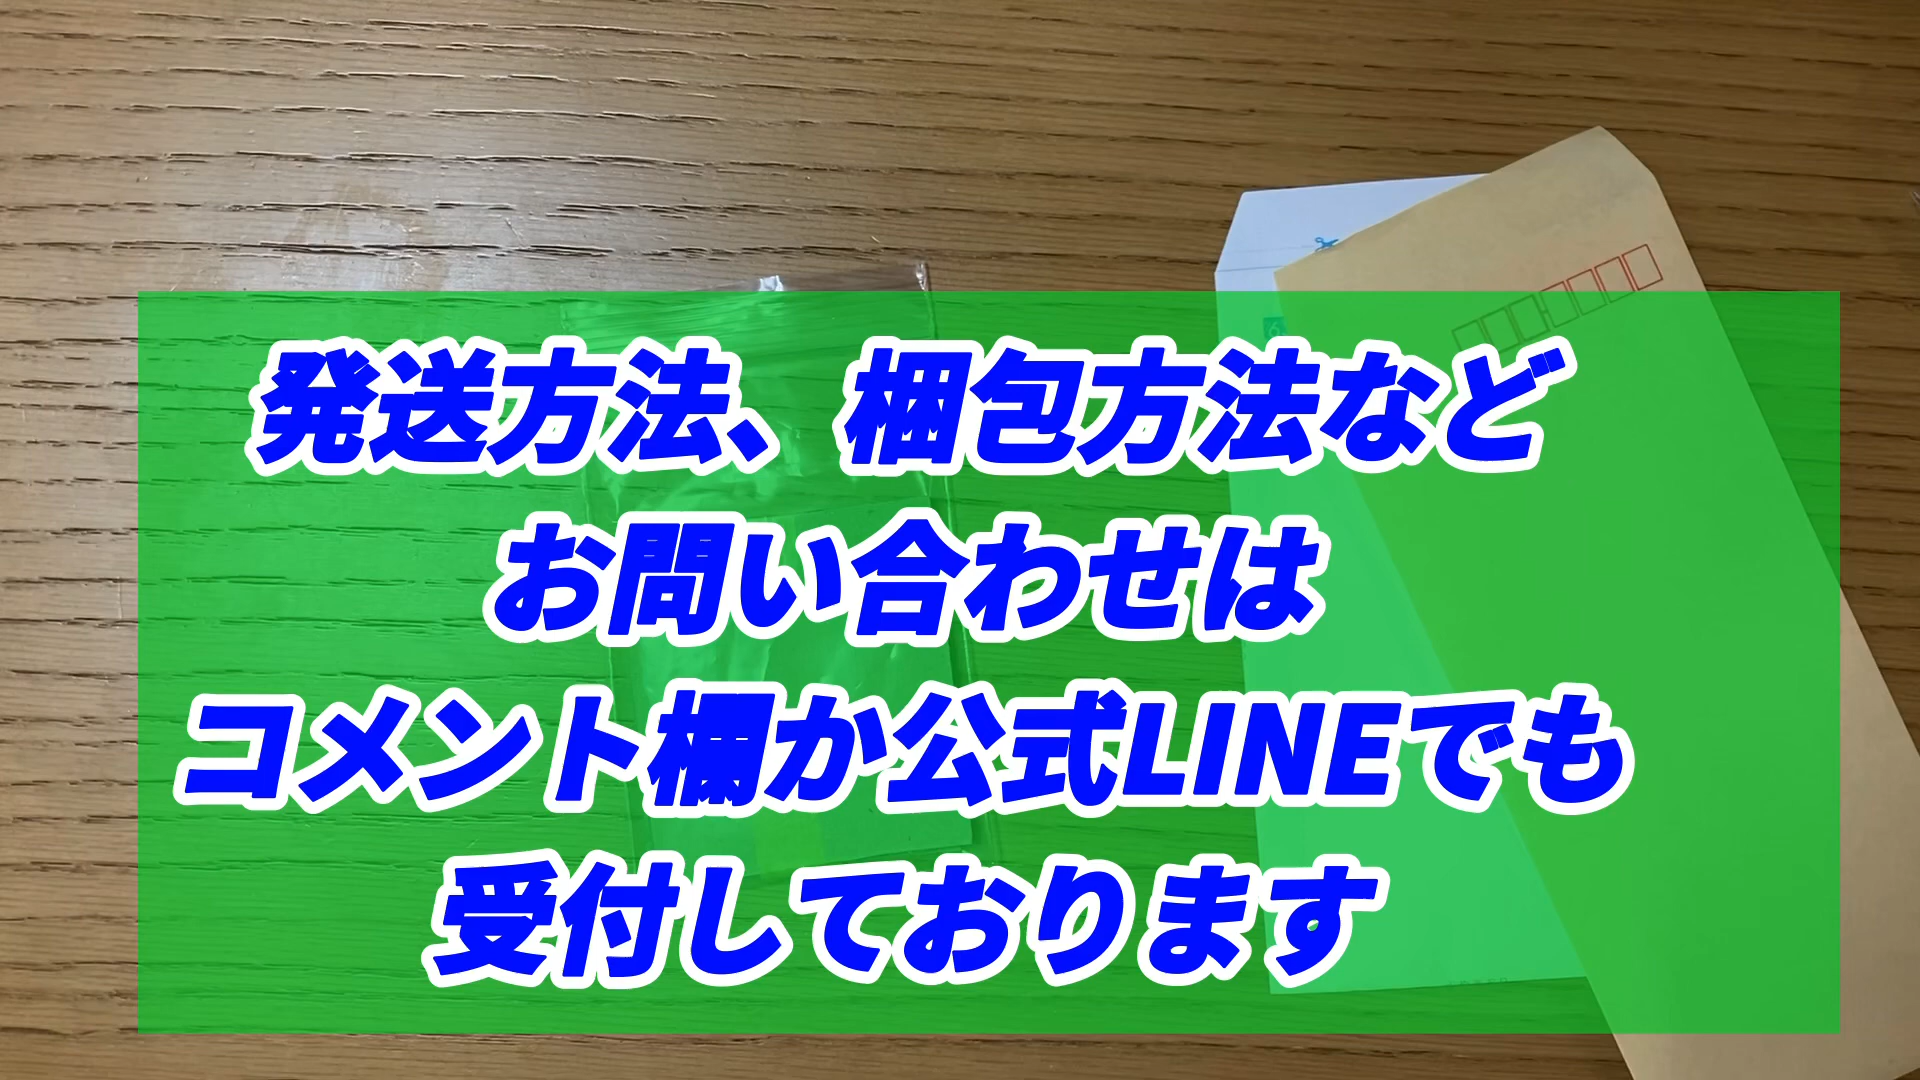 発送方法、梱包方法など
お問い合わせは
コメント欄か公式LINEでも
受付しております